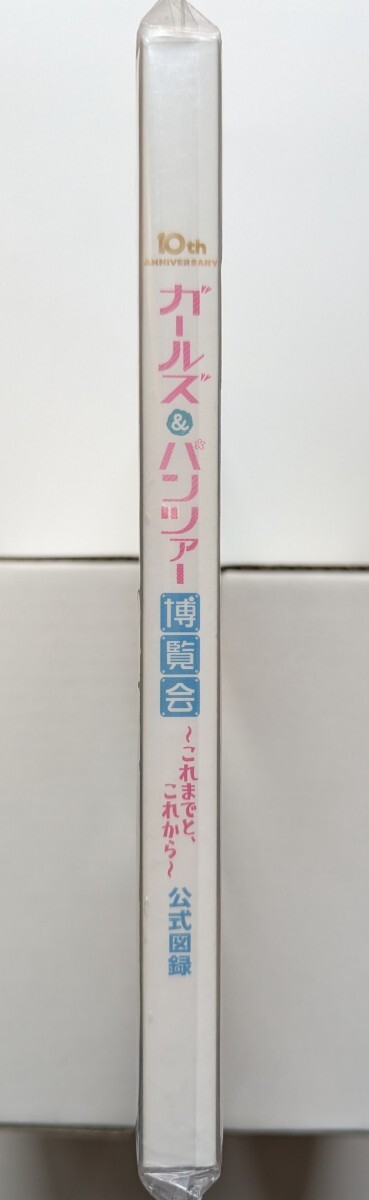 10th
ANNIVERSARY
ガールズ&パンツァー
博覧会
～これまでと、
これから～
公式図録